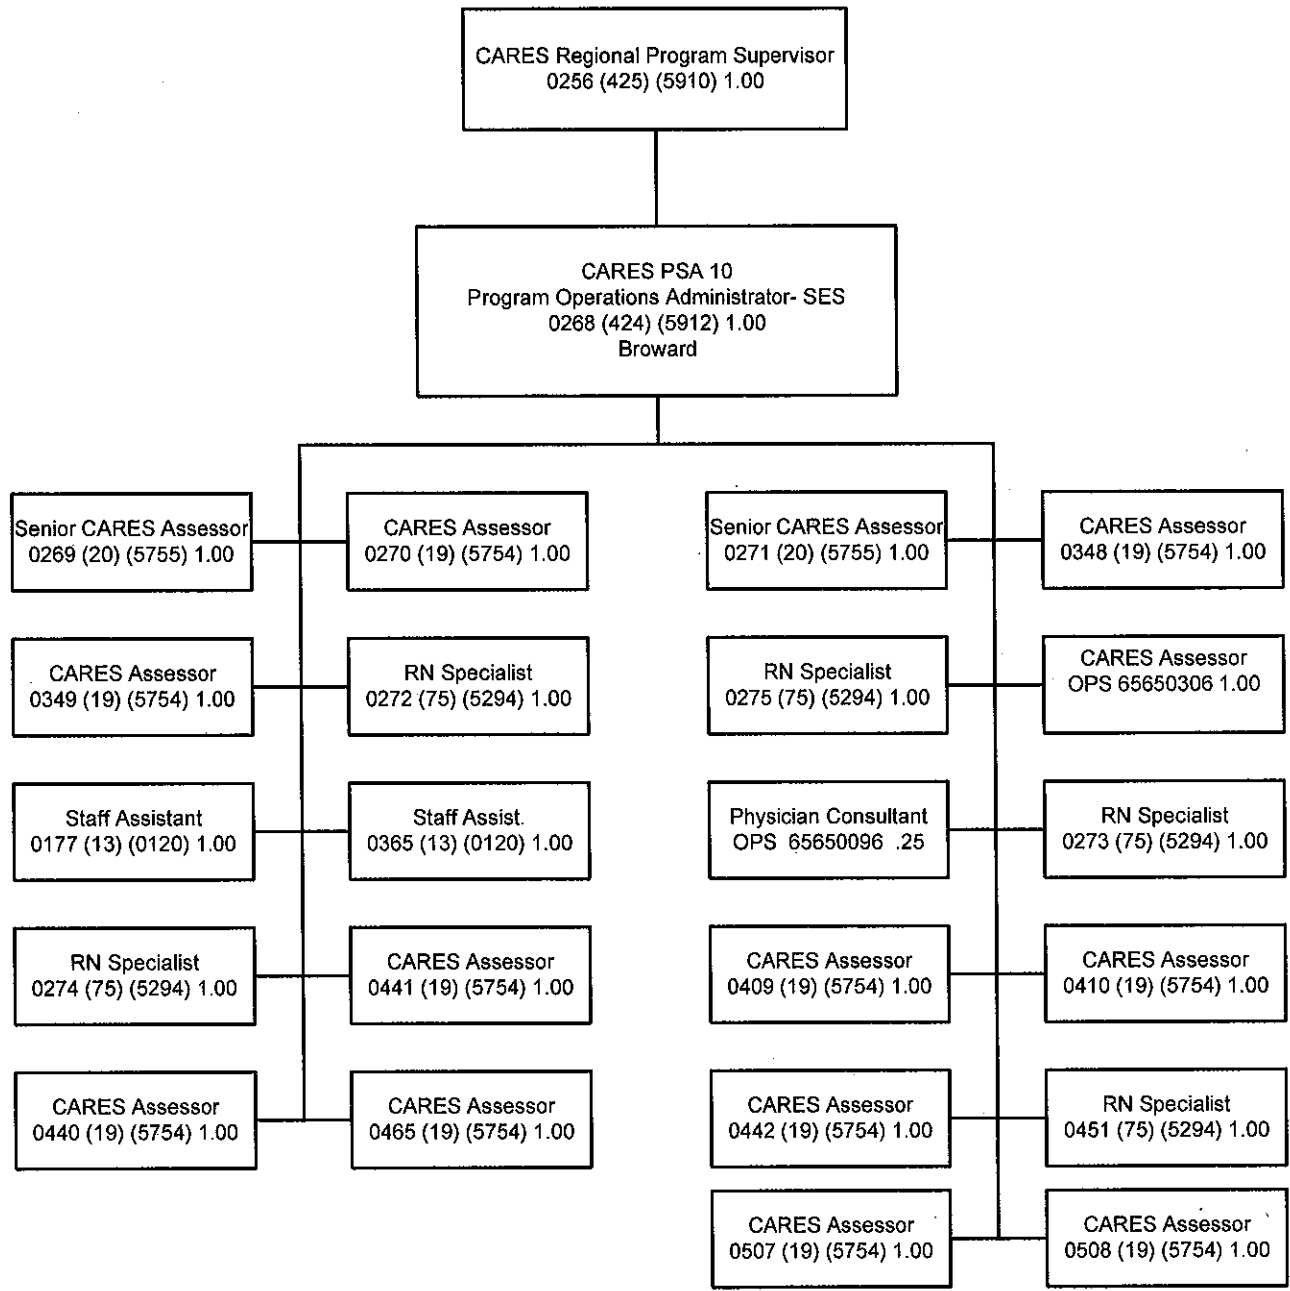 CARES Regional Program Supervisor
0256 (425) (5910) 1.00
CARES PSA 10
Program Operations Administrator- SES
0268 (424) (5912) 1.00
Broward
Senior CARES Assessor
0269 (20) (5755) 1.00
CARES Assessor
0270 (19) (5754) 1.00
Senior CARES Assessor
0271 (20) (5755) 1.00
CARES Assessor
0348 (19) (5754) 1.00
CARES Assessor
0349 (19) (5754) 1.00
RN Specialist
0272 (75) (5294) 1.00
RN Specialist
0275 (75) (5294) 1.00
CARES Assessor
OPS 65650306 1.00
Staff Assistant
0177 (13) (0120) 1.00
Staff Assist.
0365 (13) (0120) 1.00
Physician Consultant
OPS 65650096 .25
RN Specialist
0273 (75) (5294) 1.00
RN Specialist
0274 (75) (5294) 1.00
CARES Assessor
0441 (19) (5754) 1.00
CARES Assessor
0409 (19) (5754) 1.00
CARES Assessor
0410 (19) (5754) 1.00
CARES Assessor
0440 (19) (5754) 1.00
CARES Assessor
0465 (19) (5754) 1.00
CARES Assessor
0442 (19) (5754) 1.00
RN Specialist
0451 (75) (5294) 1.00
CARES Assessor
0507 (19) (5754) 1.00
CARES Assessor
0508 (19) (5754) 1.00